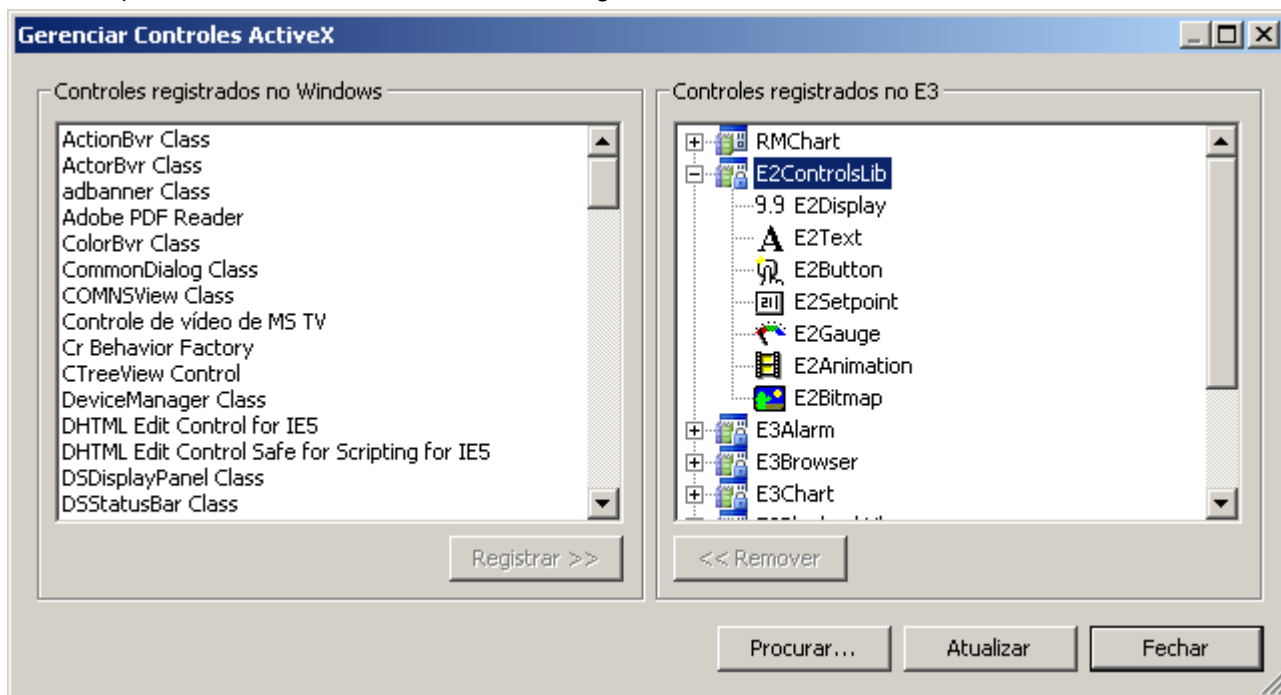 Gerenciar Controles ActiveX
Controles registrados no Windows
ActionBvr Class
ActorBvr Class
adbanner Class
Adobe PDF Reader
ColorBvr Class
CommonDialog Class
COMNSView Class
Controle de vídeo de MS TV
Cr Behavior Factory
CTreeView Control
DeviceManager Class
DHTML Edit Control for IE5
DHTML Edit Control Safe for Scripting for IE5
DSDisplayPanel Class
DSStatusBar Class
Registrar >>
Controles registrados no E3
RMChart
E2ControlsLib
9.9 E2Display
A E2Text
E2Button
E2Setpoint
E2Gauge
E2Animation
E2Bitmap
E3Alarm
E3Browser
E3Chart
<< Remover
Procurar...
Atualizar
Fechar